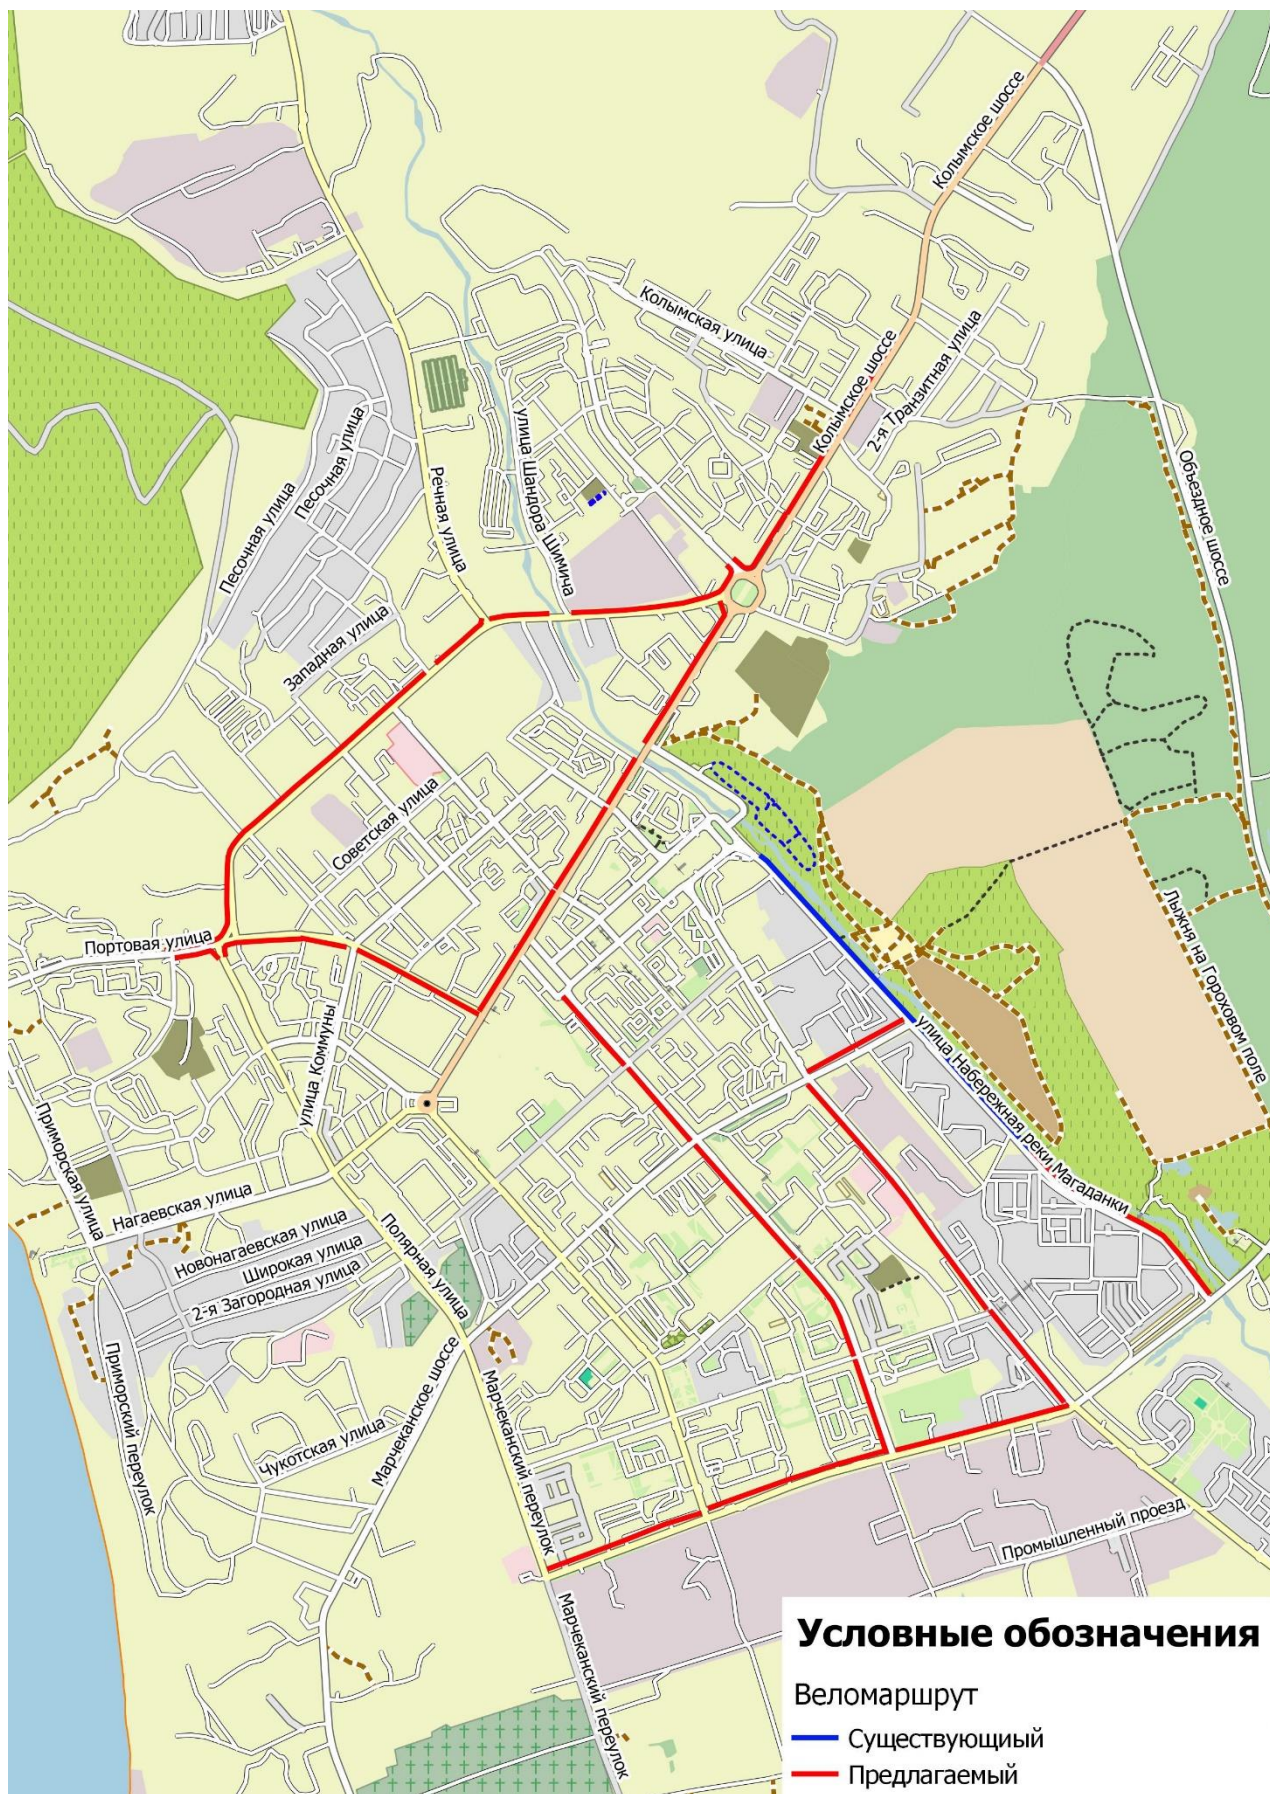 Колымское шоссе
Колымская улица
Колымское шоссе
2-я Транзитная улица
улица Шандора Шимича
Песочная улица
Песочная улица
Речная улица
Объездное шоссе
Западная улица
Советская улица
Портовая улица
Лыжня на Гороховом поле
улица Набережная реки Магаданки
улица Коммуны
Приморская улица
Нагаевская улица
Новонагаевская улица
Широкая улица
2-я Загородная улица
Полярная улица
Приморский переулок
Чукотская улица
Марчеканское шоссе
Марчеканский переулок
Промышленный проезд
Марчеканский переулок
Условные обозначения
Веломаршрут
Существующиый
Предлагаемый